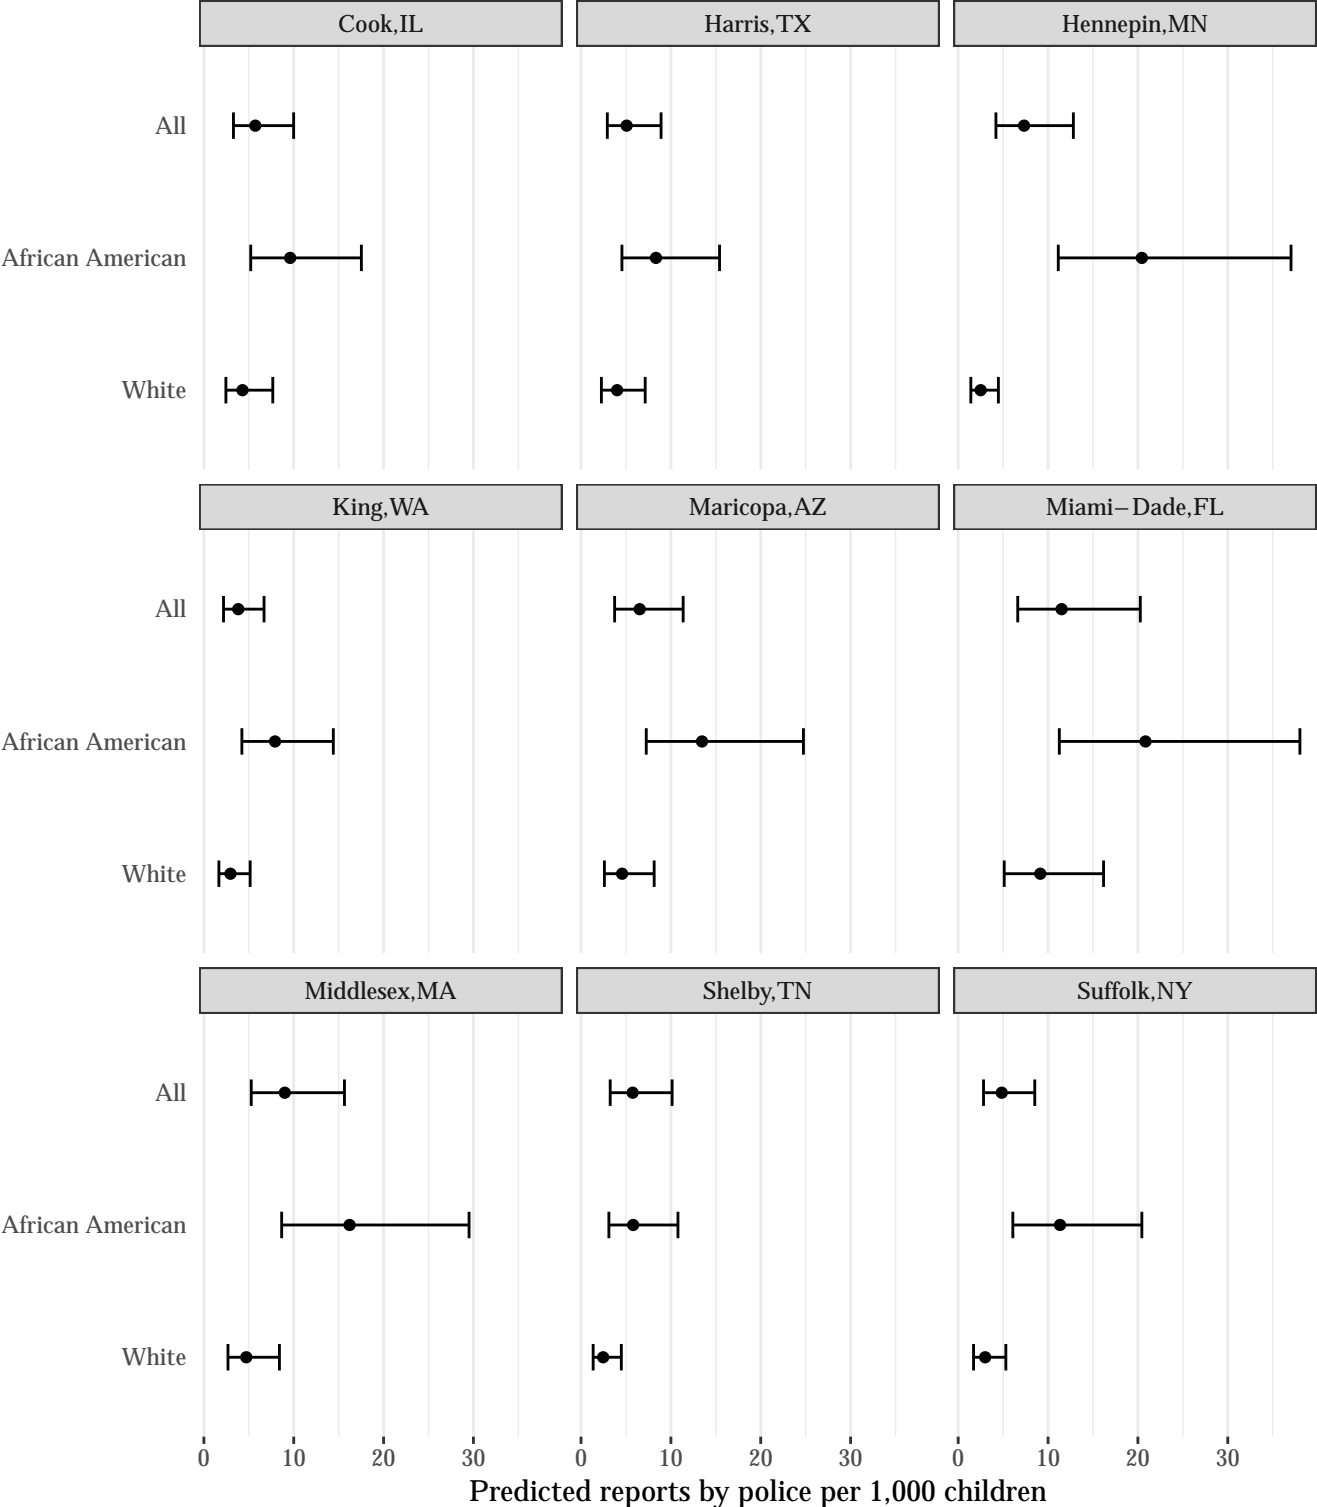 Cook,IL Harris,TX Hennepin,MN
All
African American
White
King,WA Maricopa,AZ Miami−Dade,FL
All
African American
White
Middlesex,MA Shelby,TN Suffolk,NY
All
African American
White
0 10 20 30 0 10 20 30 0 10 20 30
Predicted reports by police per 1,000 children